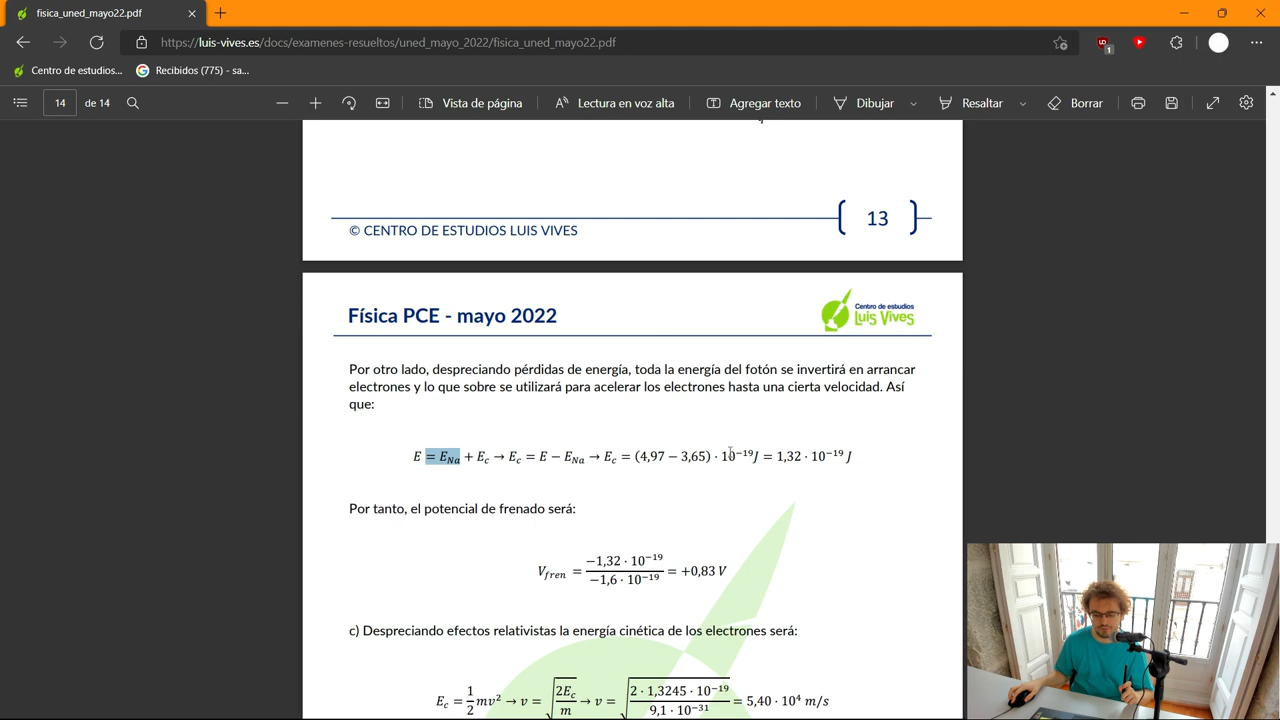 fisica_uned_mayo22.pdf
https://luis-vives.es/docs/examenes-resueltos/uned_mayo_2022/fisica_uned_mayo22.pdf
1
Centro de estudios... Recibidos (775) - sa...
14 de 14 Vista de página Lectura en voz alta Agregar texto Dibujar Resaltar Borrar
13
© CENTRO DE ESTUDIOS LUIS VIVES
Física PCE - mayo 2022
Centro de estudios
Luis Vives
Por otro lado, despreciando pérdidas de energía, toda la energía del fotón se invertirá en arrancar
electrones y lo que sobre se utilizará para acelerar los electrones hasta una cierta velocidad. Así
que:
E = E_Na + E_c → E_c = E − E_Na → E_c = (4,97 − 3,65) · 10⁻¹⁹ J = 1,32 · 10⁻¹⁹ J
Por tanto, el potencial de frenado será:
V_fren = (−1,32 · 10⁻¹⁹)/(−1,6 · 10⁻¹⁹) = +0,83 V
c) Despreciando efectos relativistas la energía cinética de los electrones será:
E_c = 1/2 mv² → v = √(2E_c/m) → v = √((2 · 1,3245 · 10⁻¹⁹)/(9,1 · 10⁻³¹)) = 5,40 · 10⁴ m/s